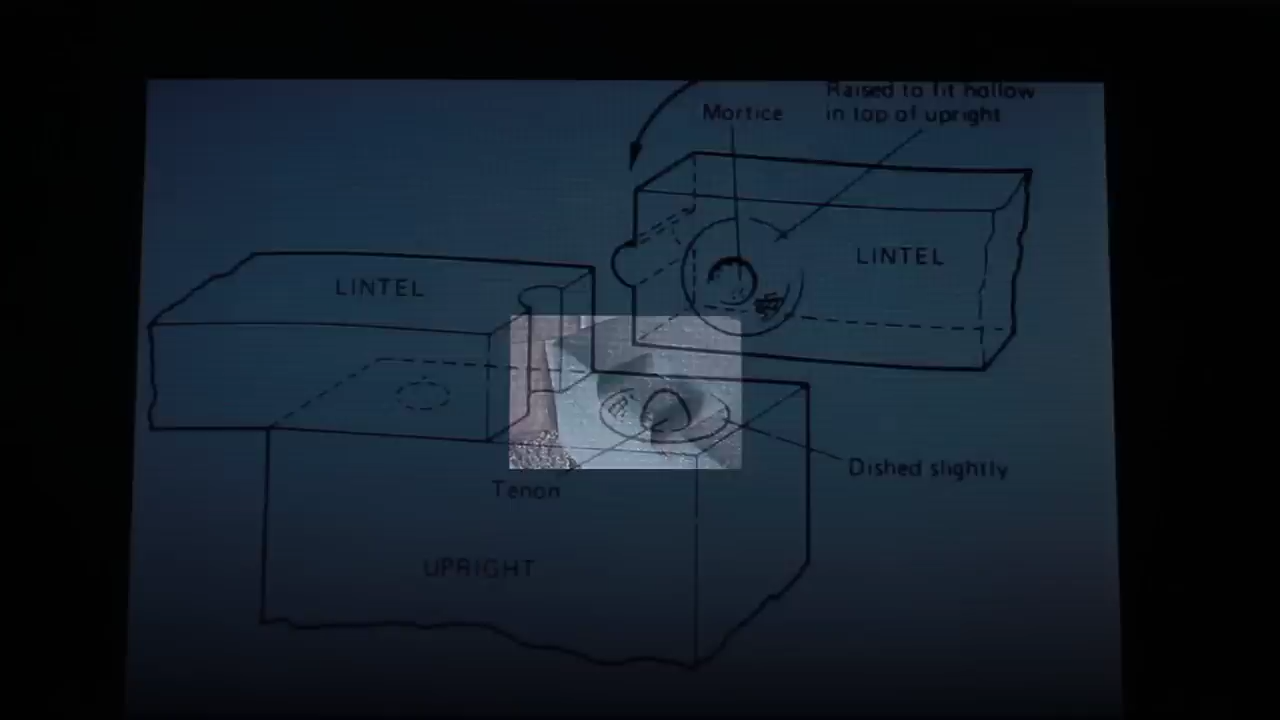 Raised to fit hollow
Mortice
in top of upright
LINTEL
LINTEL
Dished slightly
Tenon
UPRIGHT